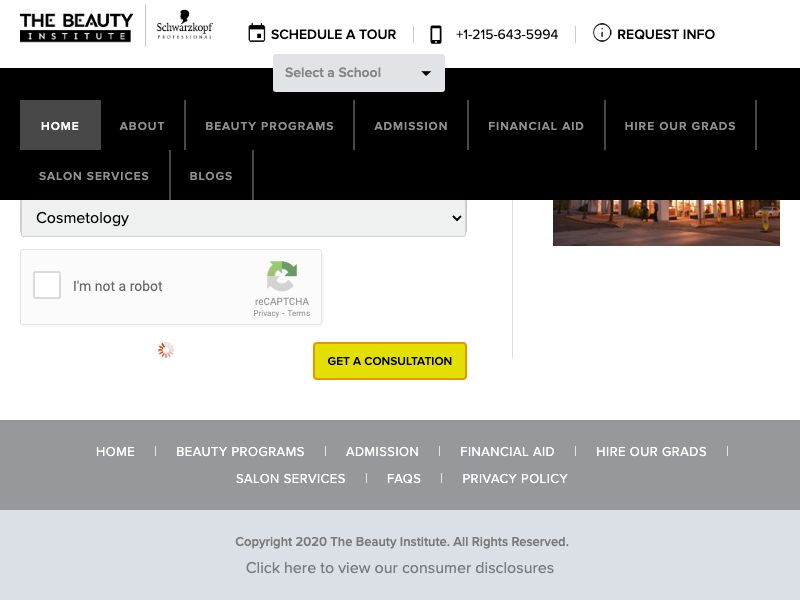 THE BEAUTY
INSTITUTE
Schwarzkopf
PROFESSIONAL
SCHEDULE A TOUR
+1-215-643-5994
REQUEST INFO
Select a School
HOME
ABOUT
BEAUTY PROGRAMS
ADMISSION
FINANCIAL AID
HIRE OUR GRADS
SALON SERVICES
BLOGS
Cosmetology
I'm not a robot
reCAPTCHA
Privacy - Terms
GET A CONSULTATION
HOME
BEAUTY PROGRAMS
ADMISSION
FINANCIAL AID
HIRE OUR GRADS
SALON SERVICES
FAQS
PRIVACY POLICY
Copyright 2020 The Beauty Institute. All Rights Reserved.
Click here to view our consumer disclosures